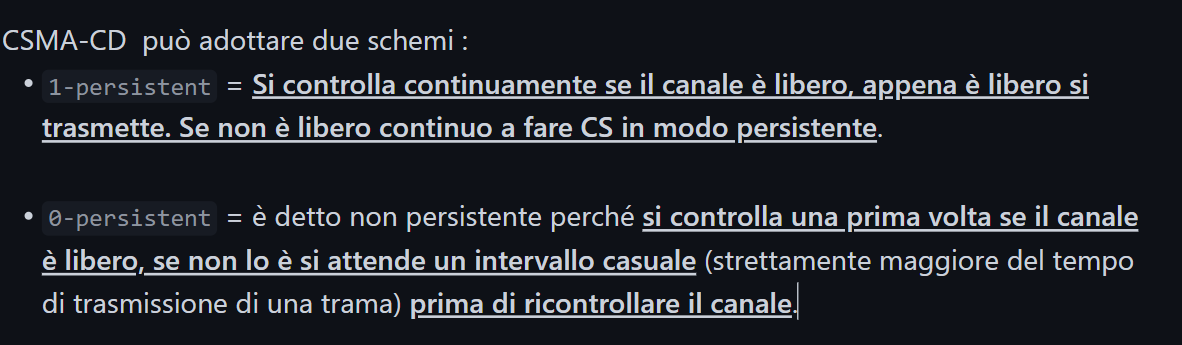 CSMA-CD può adottare due schemi :
• 1-persistent = Si controlla continuamente se il canale è libero, appena è libero si
trasmette. Se non è libero continuo a fare CS in modo persistente.
• 0-persistent = è detto non persistente perché si controlla una prima volta se il canale
è libero, se non lo è si attende un intervallo casuale (strettamente maggiore del tempo
di trasmissione di una trama) prima di ricontrollare il canale.